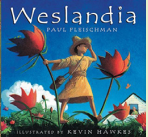 Weslandia
PAUL FLEISCHMAN
ILLUSTRATED BY KEVIN HAWKES